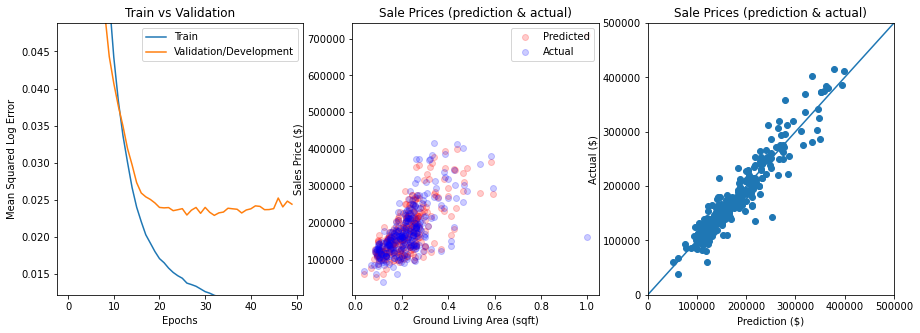 Train vs Validation
Train
Validation/Development
0.045
0.040
0.035
0.030
0.025
0.020
0.015
Mean Squared Log Error
0
10
20
30
40
50
Epochs
Sale Prices (prediction & actual)
Predicted
Actual
700000
600000
500000
400000
300000
200000
100000
Sales Price ($)
0.0
0.2
0.4
0.6
0.8
1.0
Ground Living Area (sqft)
Sale Prices (prediction & actual)
500000
400000
300000
200000
100000
0
Actual ($)
0
100000
200000
300000
400000
500000
Prediction ($)